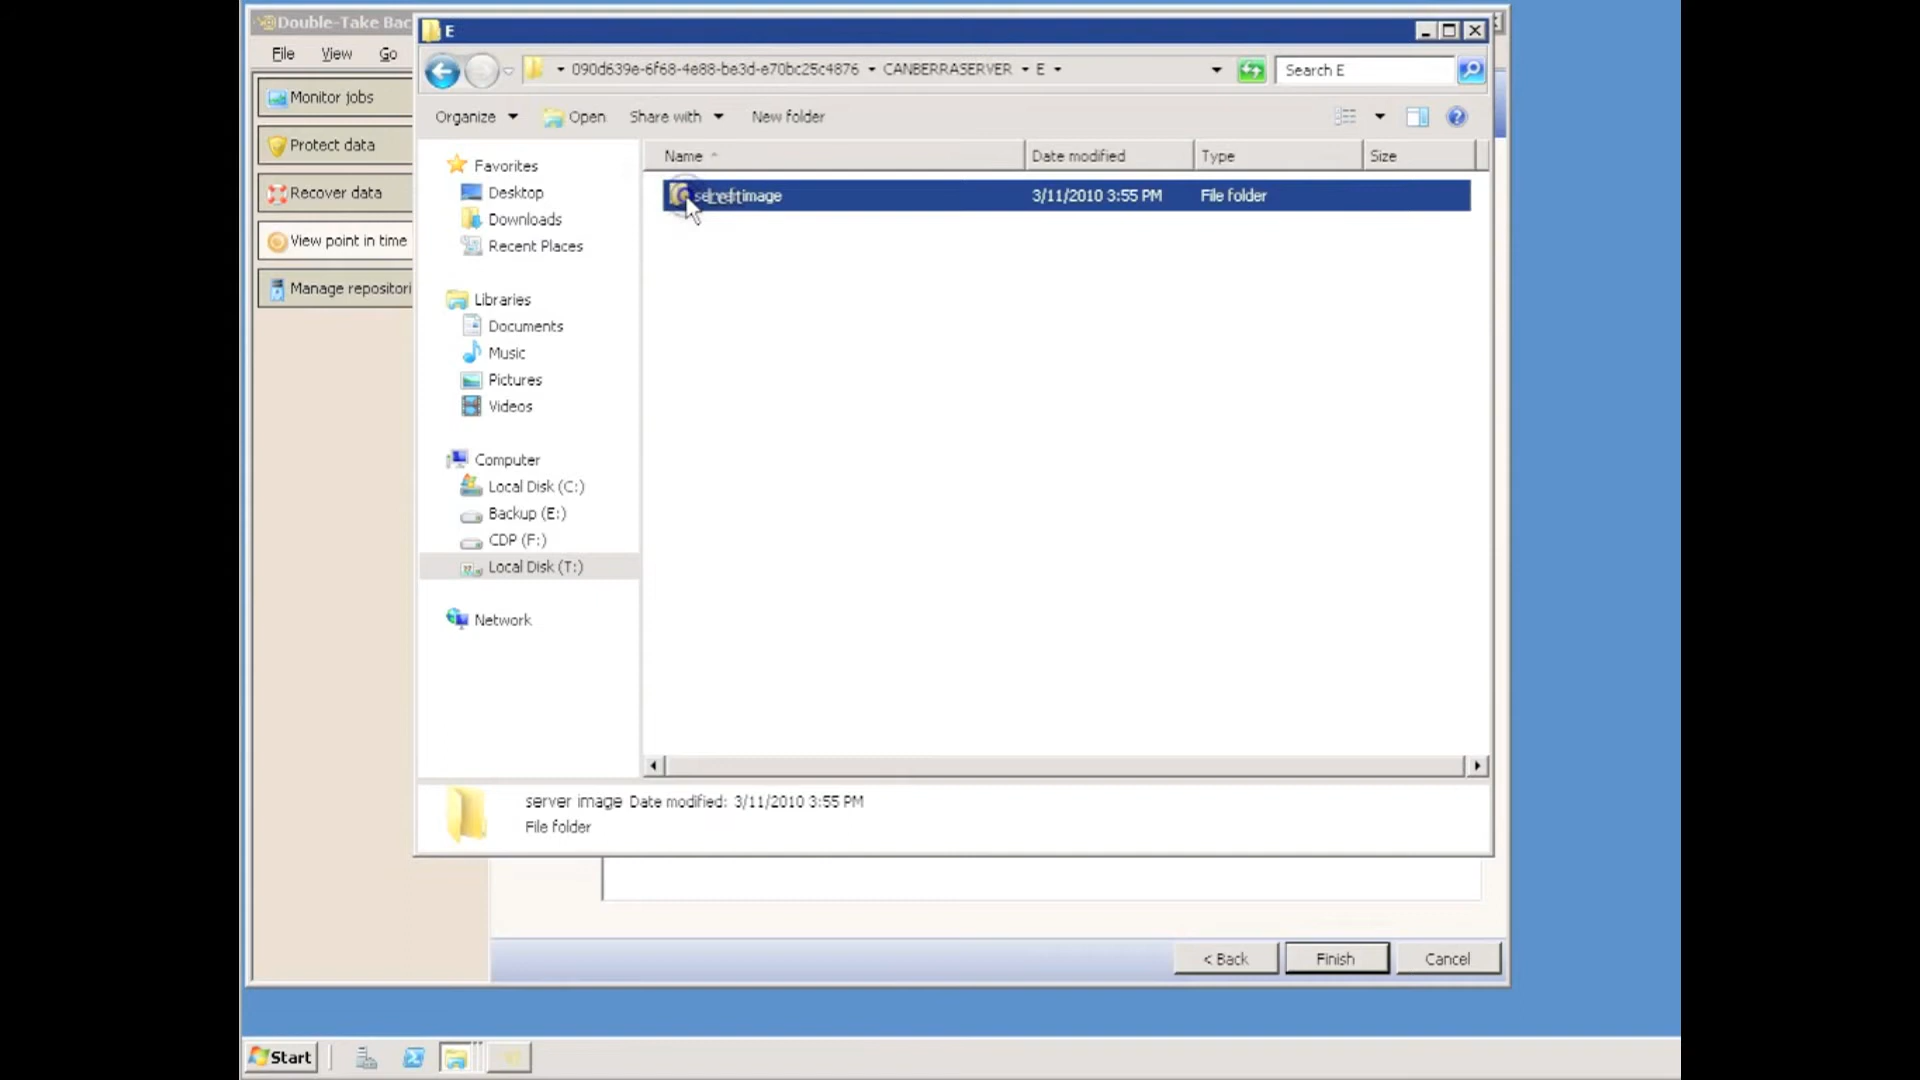 Double-Take Bac
E
File View Go
090d639e-6f68-4e88-be3d-e70bc25c4876 CANBERRASERVER E
Search E
Organize Open Share with New folder
Monitor jobs
Protect data
Recover data
View point in time
Manage repositori
Name Date modified Type Size
image 3/11/2010 3:55 PM File folder
Favorites
Desktop
Downloads
Recent Places
Libraries
Documents
Music
Pictures
Videos
Computer
Local Disk (C:)
Backup (E:)
CDP (F:)
Local Disk (T:)
Network
server image Date modified: 3/11/2010 3:55 PM
File folder
< Back Finish Cancel
Start